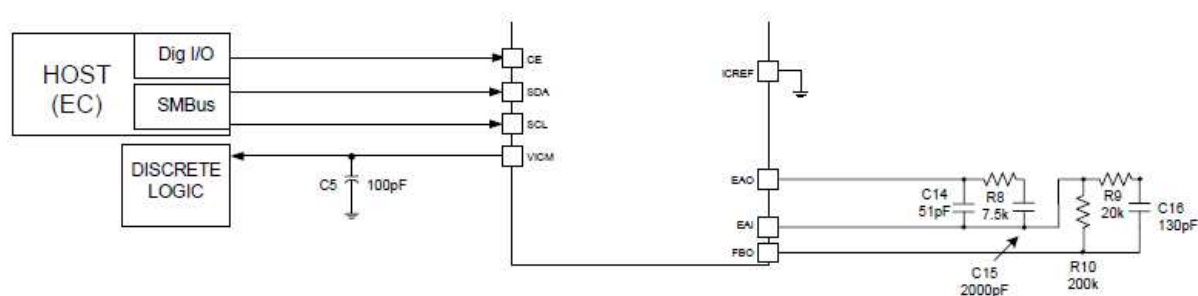 HOST
(EC)
Dig I/O
SMBus
DISCRETE
LOGIC
C5
100pF
CE
SDA
SCL
VICM
ICREF
EAO
EAI
FBO
C14
51pF
R8
7.5k
C15
2000pF
R9
20k
R10
200k
C16
130pF